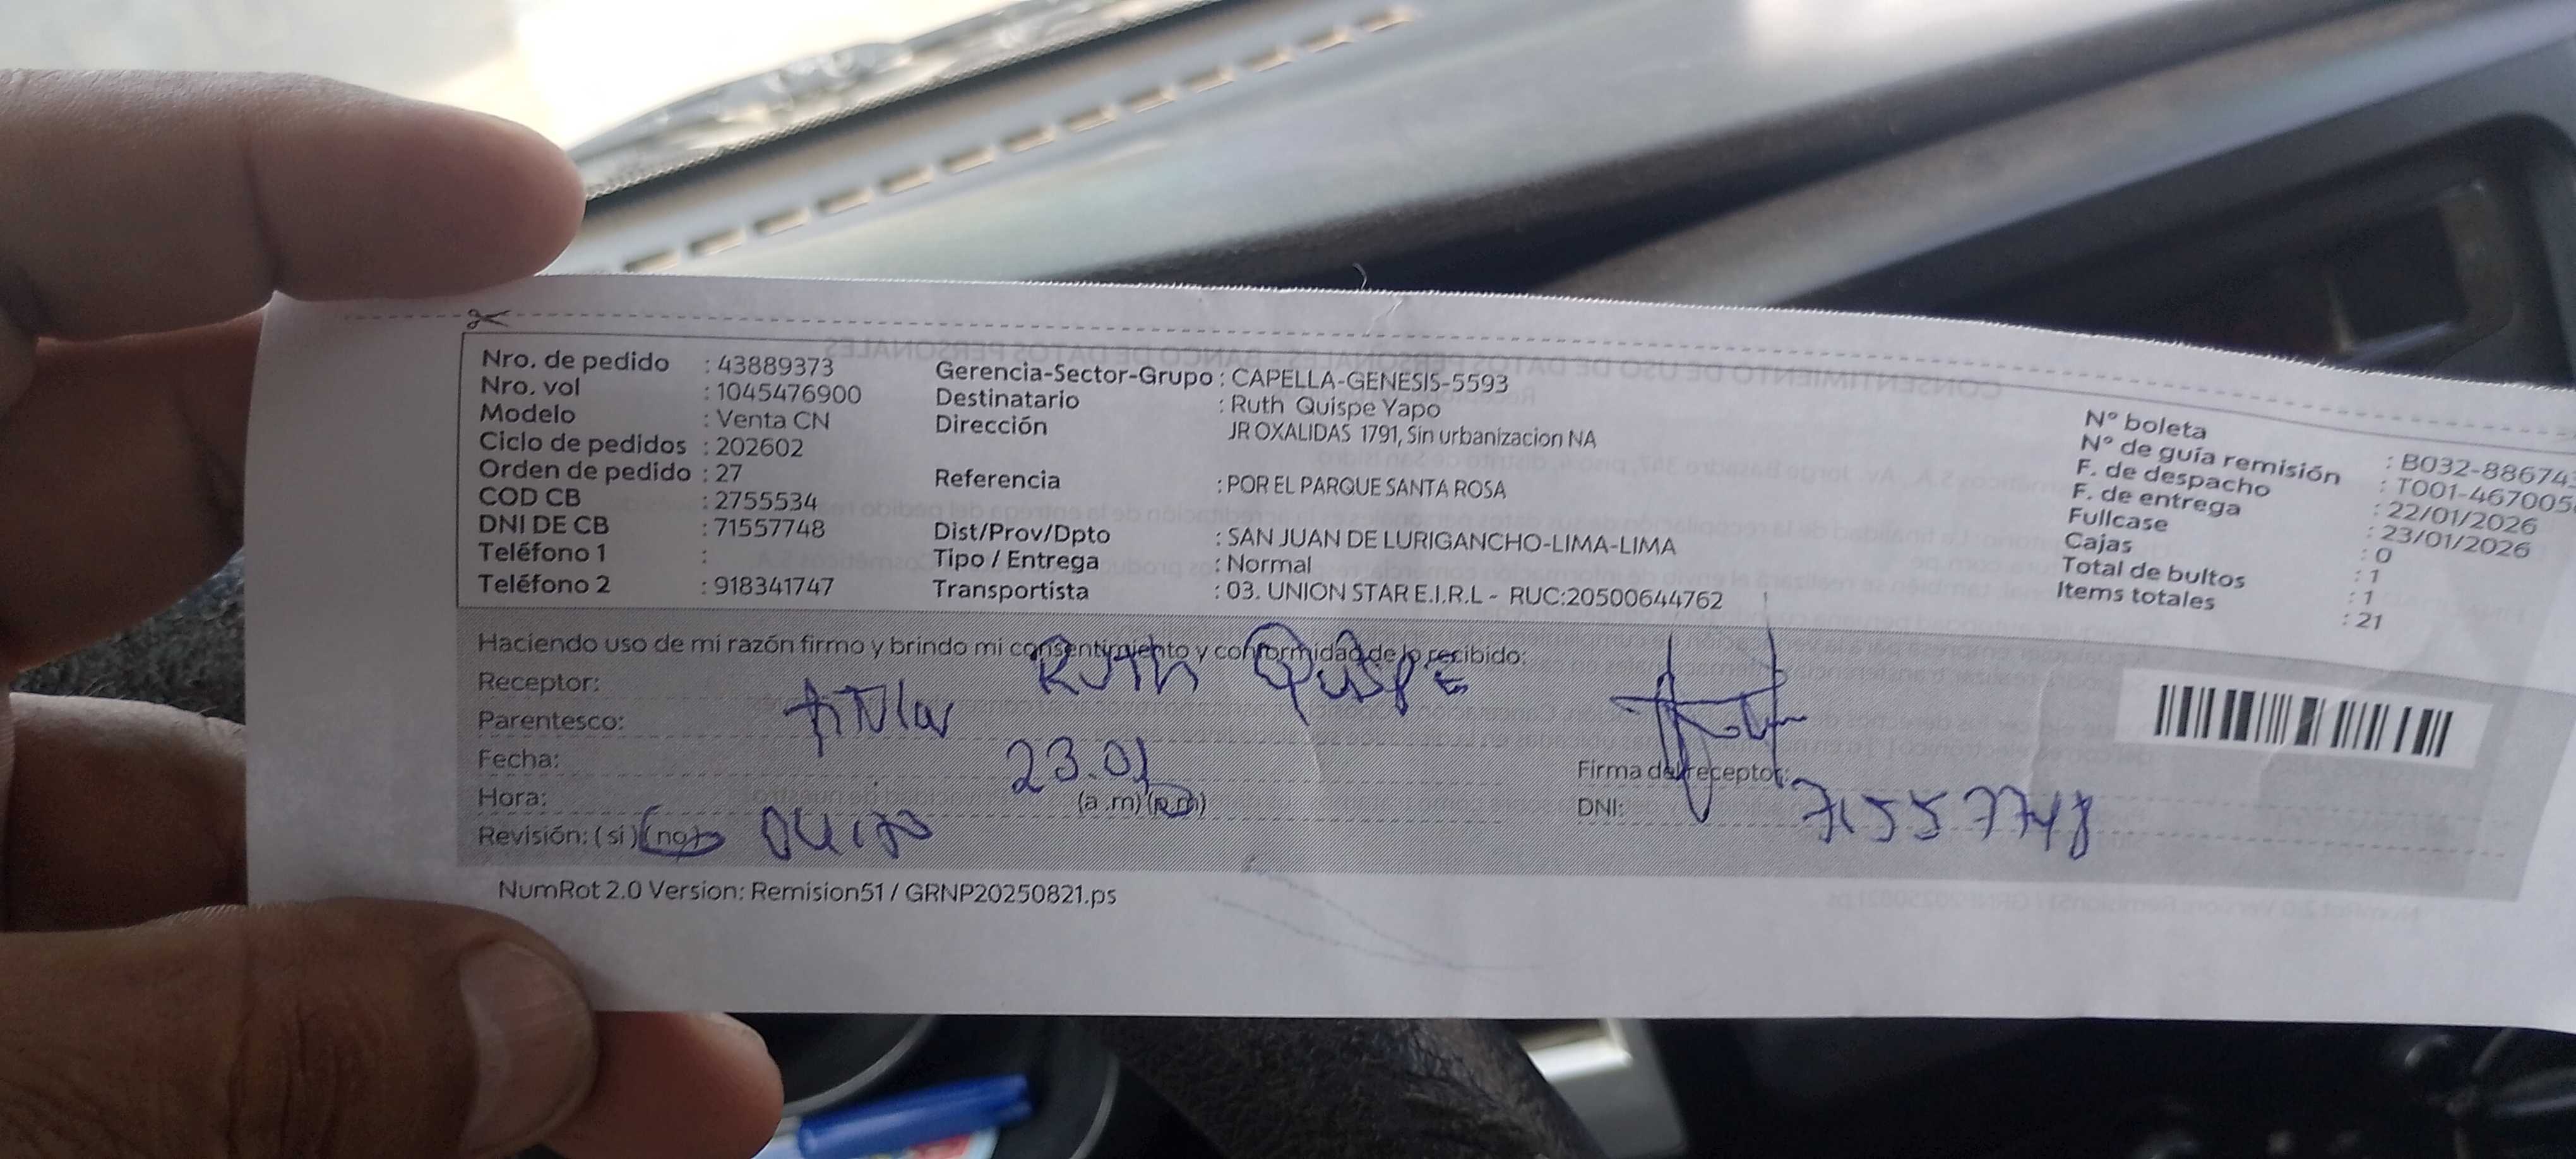 Nro. de pedido : 43889373
Nro. vol : 1045476900
Modelo : Venta CN
Ciclo de pedidos : 202602
Orden de pedido : 27
COD CB : 2755534
DNI DE CB : 71557748
Teléfono 1 :
Teléfono 2 : 918341747
Gerencia-Sector-Grupo : CAPELLA-GENESIS-5593
Destinatario : Ruth Quispe Yapo
Dirección JR OXALIDAS 1791, Sin urbanizacion NA
Referencia : POR EL PARQUE SANTA ROSA
Dist/Prov/Dpto : SAN JUAN DE LURIGANCHO-LIMA-LIMA
Tipo / Entrega : Normal
Transportista : 03. UNION STAR E.I.R.L - RUC:20500644762
N° boleta : B032-88674
N° de guía remisión : T001-467005
F. de despacho : 22/01/2026
F. de entrega : 23/01/2026
Fullcase : 0
Cajas : 1
Total de bultos : 1
Items totales : 21
Haciendo uso de mi razón firmo y brindo mi consentimiento y conformidad de lo recibido:
Receptor: RUTH QUISPE
Parentesco: titular
Fecha: 23.01
Hora: (a .m) (p.m)
Revisión: ( si ) (no)
Firma del receptor:
DNI: 71557748
NumRot 2.0 Version: Remision51 / GRNP20250821.ps